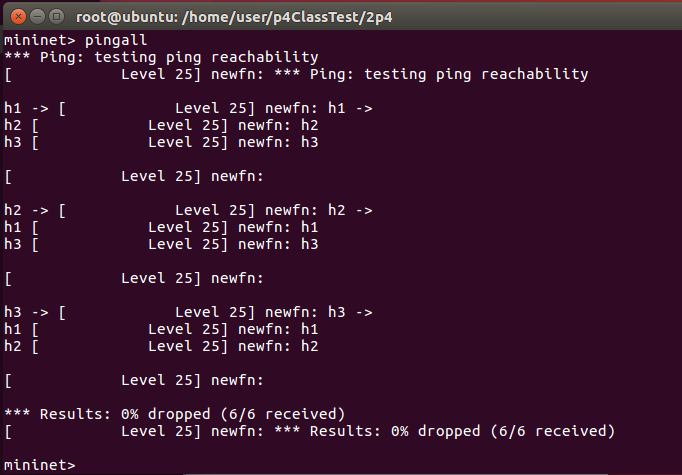 root@ubuntu: /home/user/p4ClassTest/2p4
mininet> pingall
*** Ping: testing ping reachability
[            Level 25] newfn: *** Ping: testing ping reachability
h1 -> [            Level 25] newfn: h1 ->
h2 [            Level 25] newfn: h2
h3 [            Level 25] newfn: h3
[            Level 25] newfn:
h2 -> [            Level 25] newfn: h2 ->
h1 [            Level 25] newfn: h1
h3 [            Level 25] newfn: h3
[            Level 25] newfn:
h3 -> [            Level 25] newfn: h3 ->
h1 [            Level 25] newfn: h1
h2 [            Level 25] newfn: h2
[            Level 25] newfn:
*** Results: 0% dropped (6/6 received)
[            Level 25] newfn: *** Results: 0% dropped (6/6 received)
mininet>